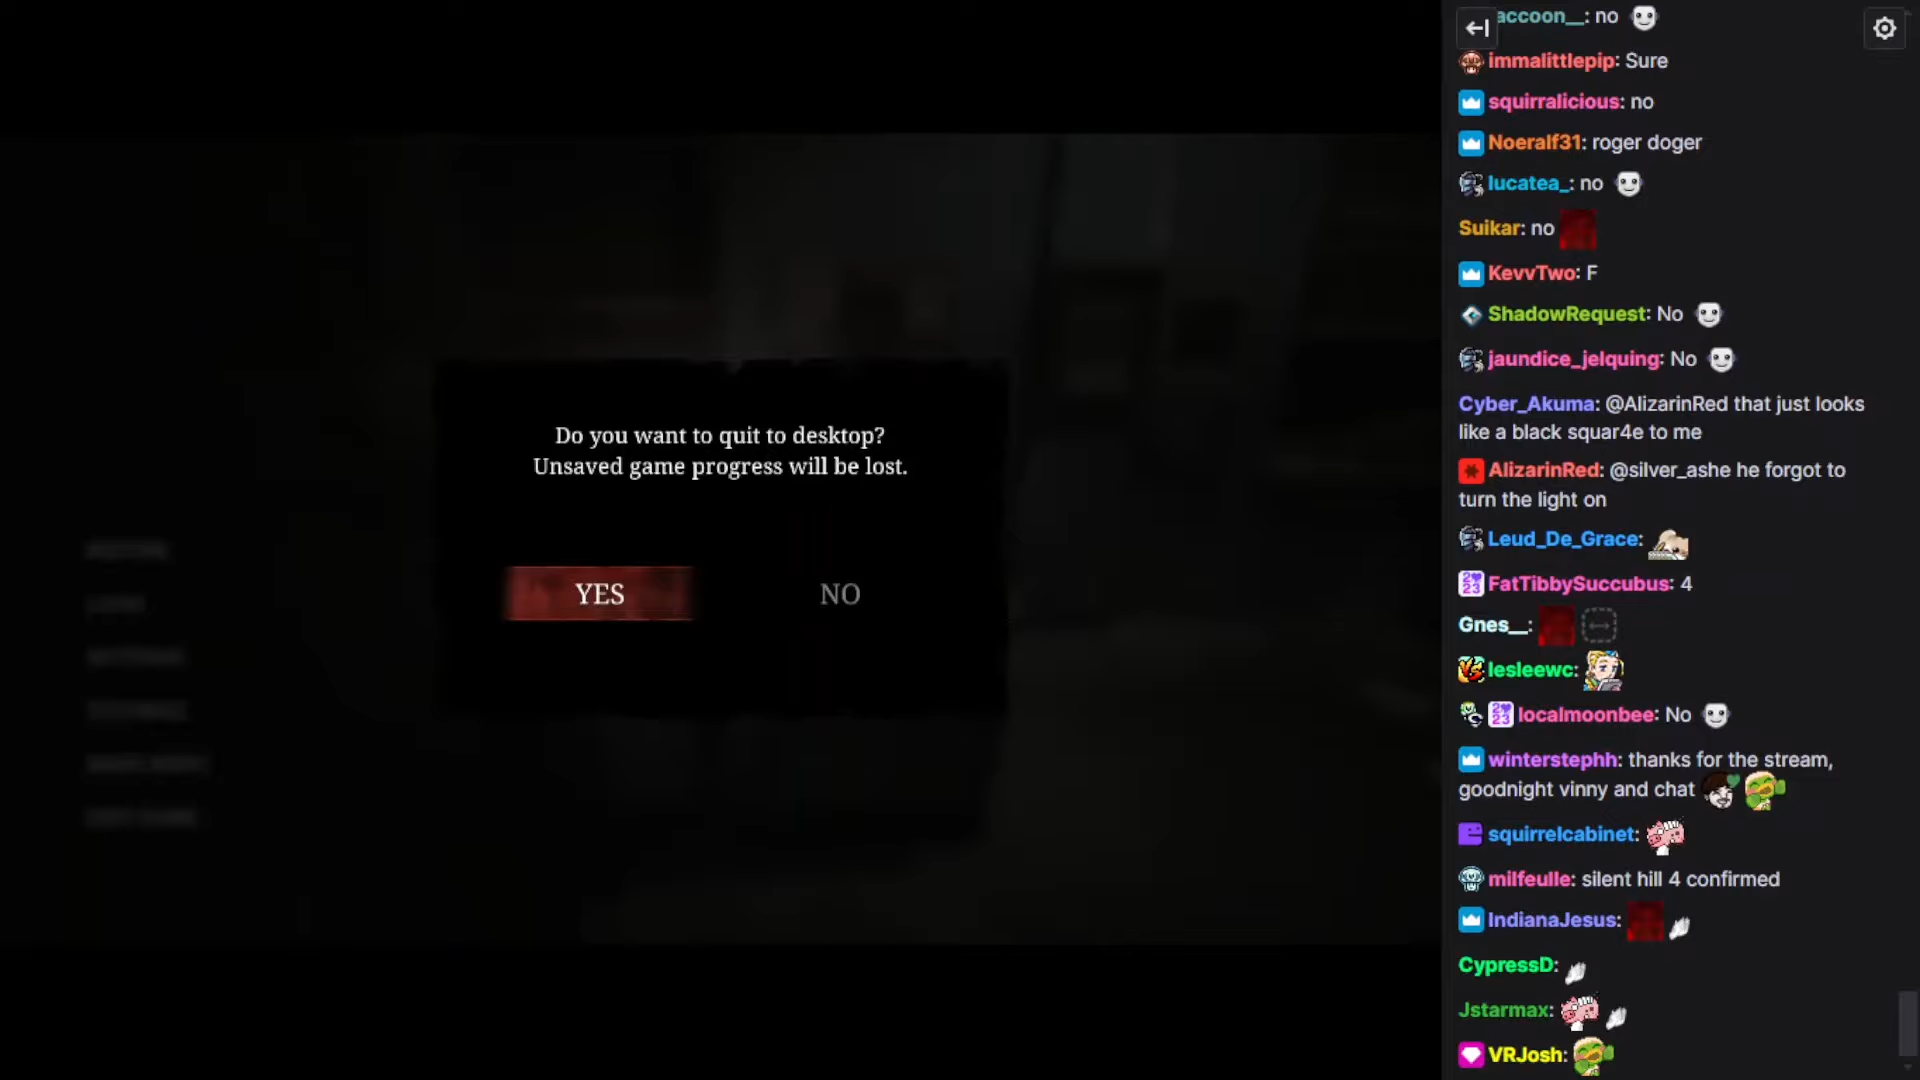 Do you want to quit to desktop?
Unsaved game progress will be lost.
YES
NO
accoon__: no
immalittlepip: Sure
squirralicious: no
Noeralf31: roger doger
lucatea_: no
Suikar: no
KevvTwo: F
ShadowRequest: No
jaundice_jelquing: No
Cyber_Akuma: @AlizarinRed that just looks
like a black squar4e to me
AlizarinRed: @silver_ashe he forgot to
turn the light on
Leud_De_Grace:
FatTibbySuccubus: 4
Gnes__:
lesleewc:
localmoonbee: No
winterstephh: thanks for the stream,
goodnight vinny and chat
squirrelcabinet:
milfeulle: silent hill 4 confirmed
IndianaJesus:
CypressD:
Jstarmax:
VRJosh: